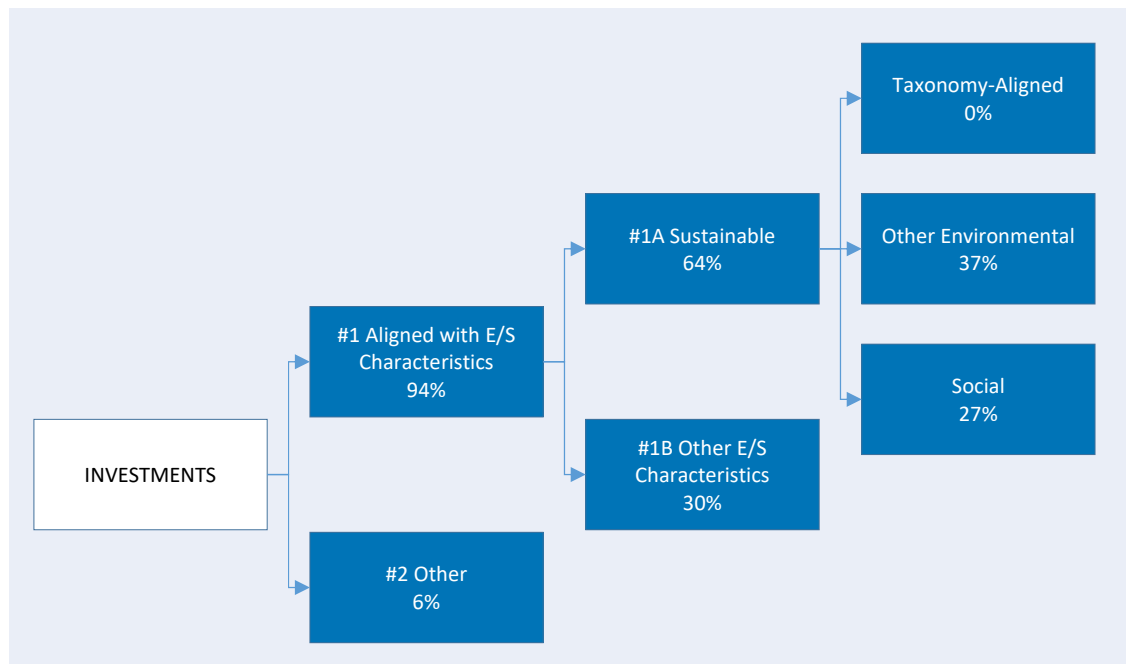 Taxonomy-Aligned
0%
#1A Sustainable
64%
Other Environmental
37%
#1 Aligned with E/S
Characteristics
94%
Social
27%
INVESTMENTS
#1B Other E/S
Characteristics
30%
#2 Other
6%